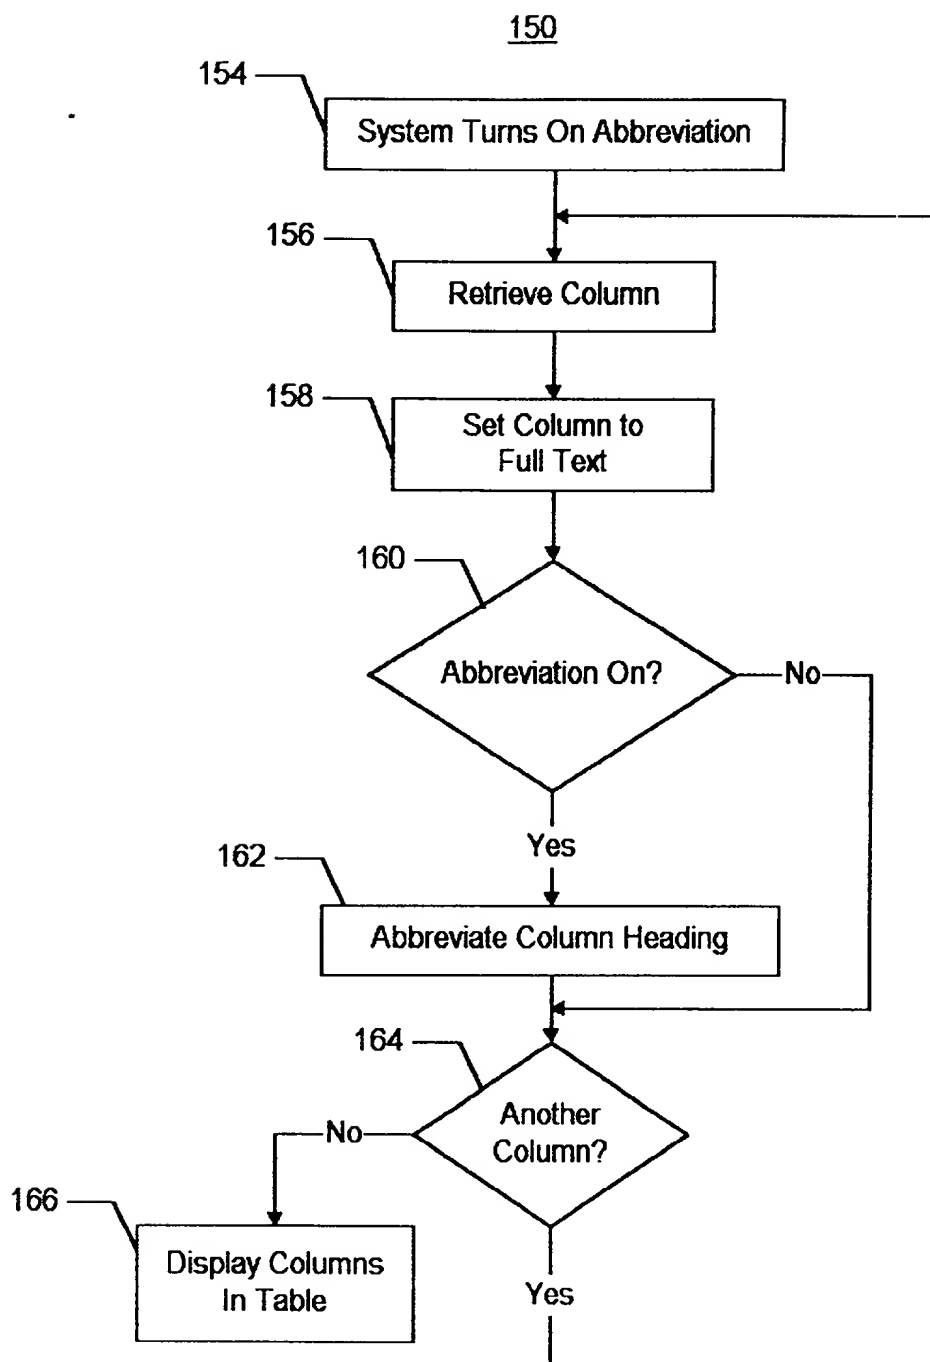 150
154
System Turns On Abbreviation
156
Retrieve Column
158
Set Column to
Full Text
160
Abbreviation On?
No
Yes
162
Abbreviate Column Heading
164
Another
Column?
No
166
Display Columns
In Table
Yes